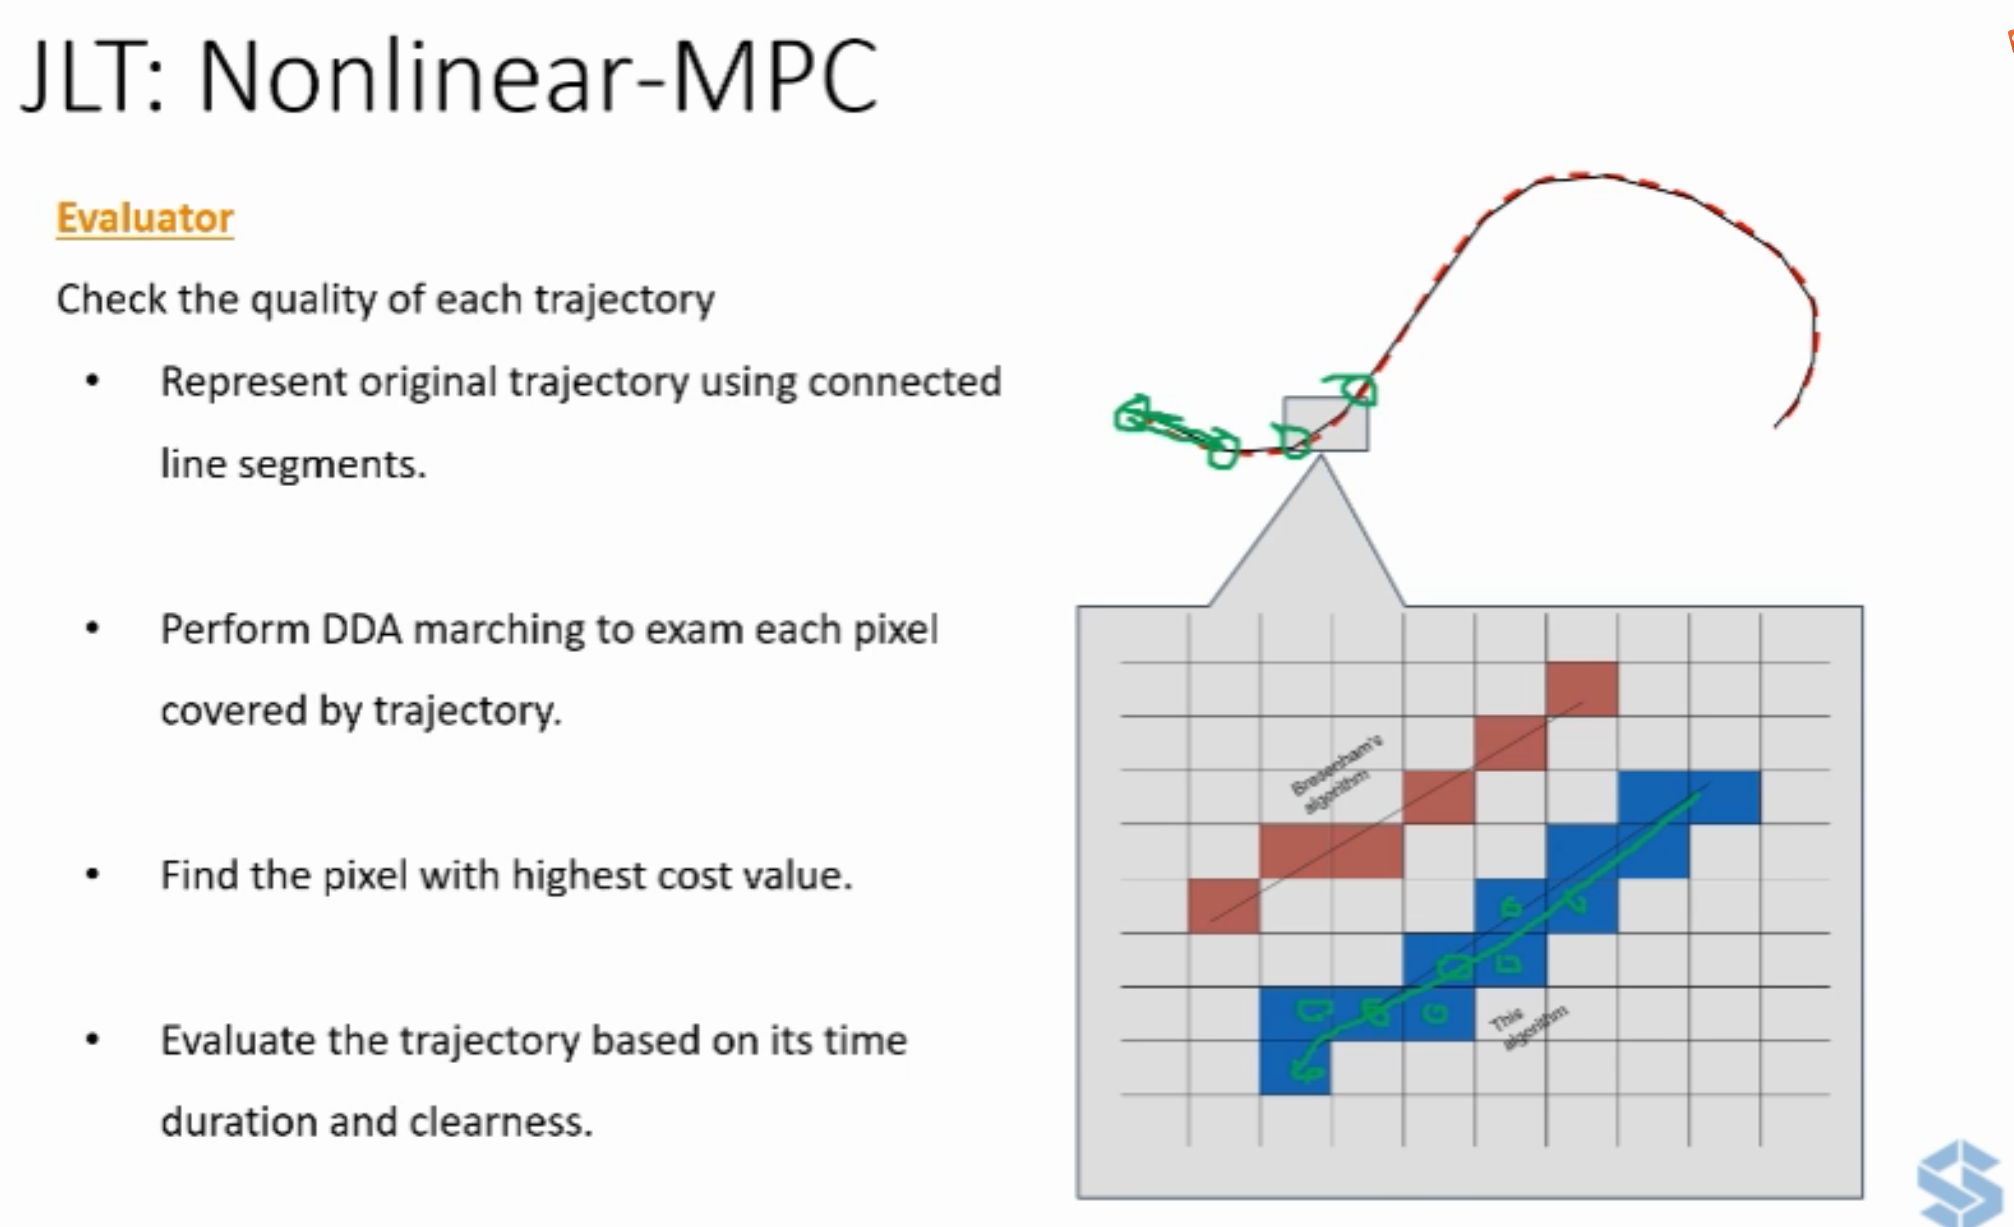 JLT: Nonlinear-MPC
Evaluator
Check the quality of each trajectory
• Represent original trajectory using connected
line segments.
• Perform DDA marching to exam each pixel
covered by trajectory.
• Find the pixel with highest cost value.
• Evaluate the trajectory based on its time
duration and clearness.
Bresenham's
algorithm
This
algorithm